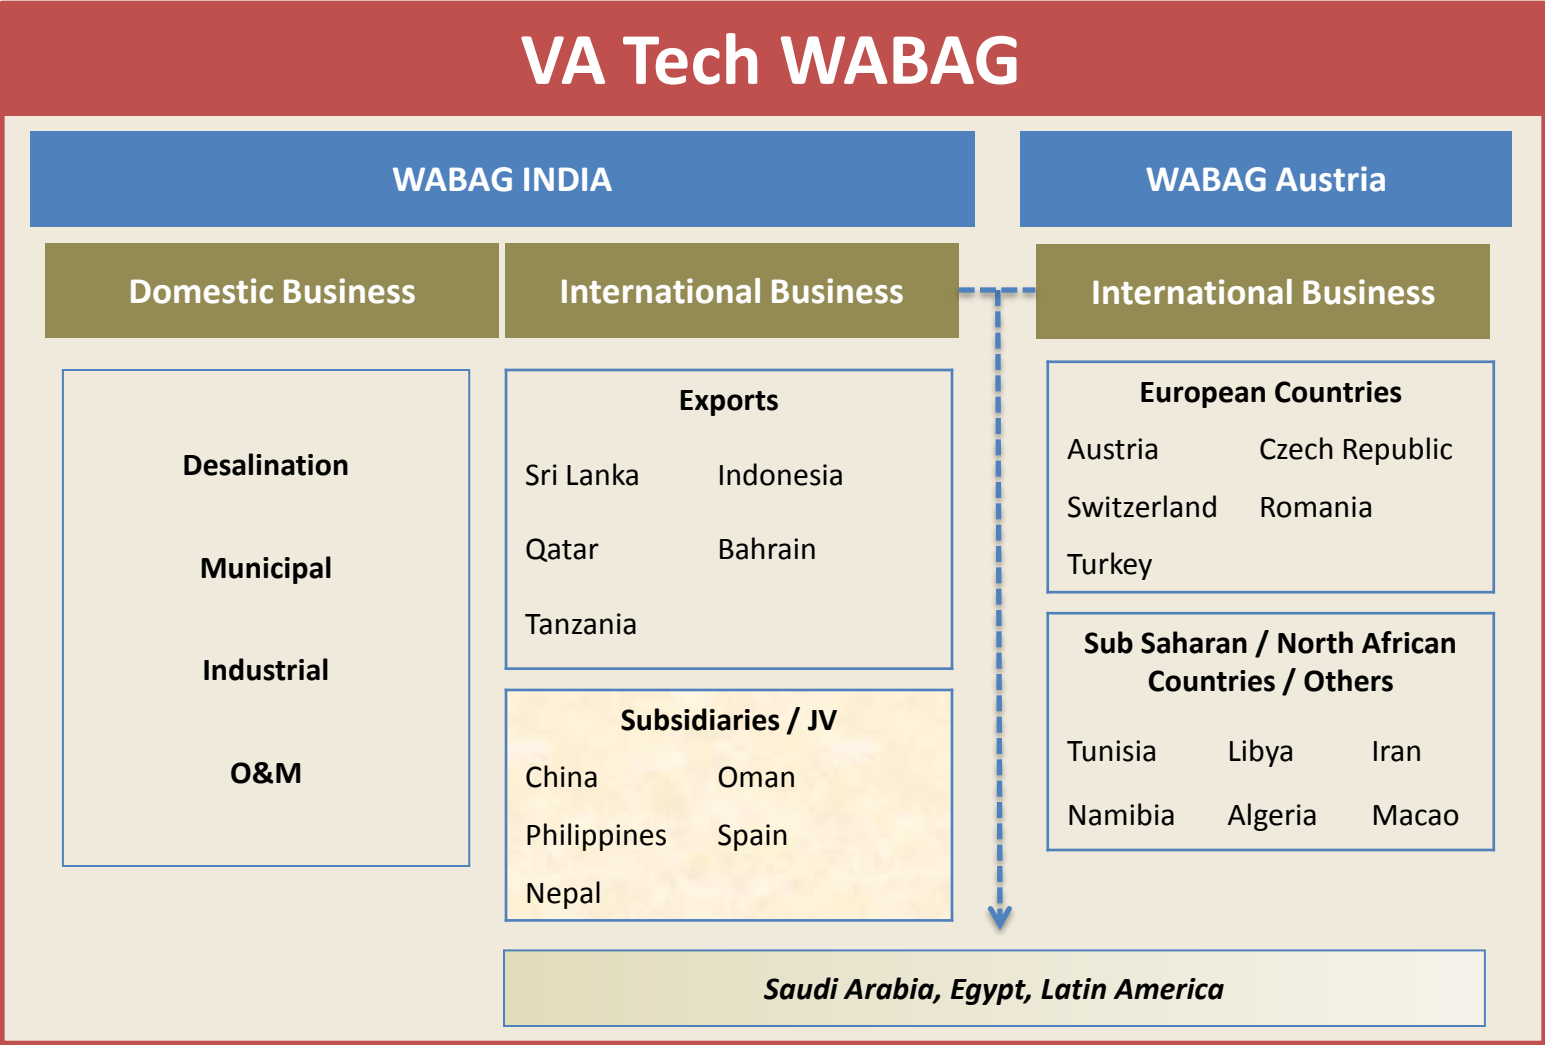 VA Tech WABAG
WABAG INDIA
WABAG Austria
Domestic Business
International Business
International Business
Desalination
Municipal
Industrial
O&M
Exports
Sri Lanka Indonesia
Qatar Bahrain
Tanzania
Subsidiaries / JV
China Oman
Philippines Spain
Nepal
European Countries
Austria Czech Republic
Switzerland Romania
Turkey
Sub Saharan / North African
Countries / Others
Tunisia Libya Iran
Namibia Algeria Macao
Saudi Arabia, Egypt, Latin America